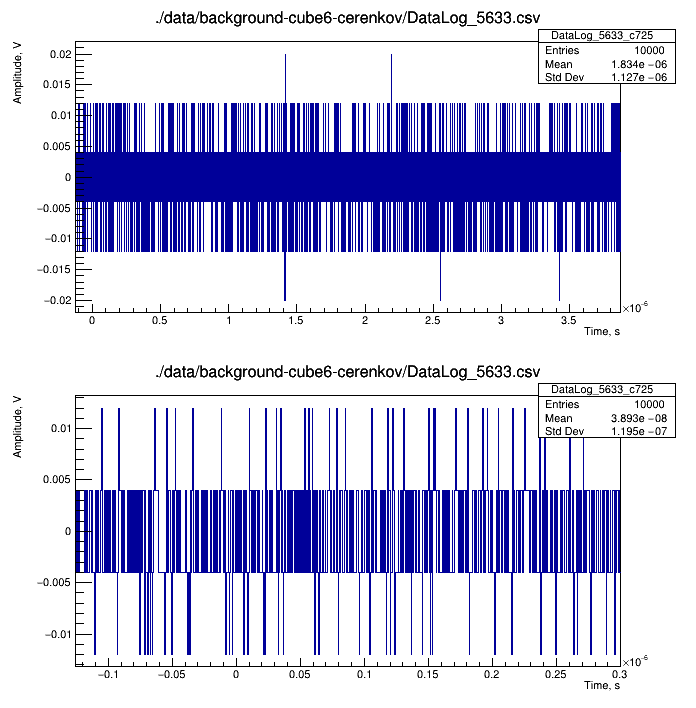 ./data/background-cube6-cerenkov/DataLog_5633.csv
DataLog_5633_c725
Entries 10000
Mean 1.834e −06
Std Dev 1.127e −06
Amplitude, V
0.02
0.015
0.01
0.005
0
−0.005
−0.01
−0.015
−0.02
0 0.5 1 1.5 2 2.5 3 3.5
×10−6
Time, s
./data/background-cube6-cerenkov/DataLog_5633.csv
DataLog_5633_c725
Entries 10000
Mean 3.893e −08
Std Dev 1.195e −07
Amplitude, V
0.01
0.005
0
−0.005
−0.01
−0.1 −0.05 0 0.05 0.1 0.15 0.2 0.25 0.3
×10−6
Time, s